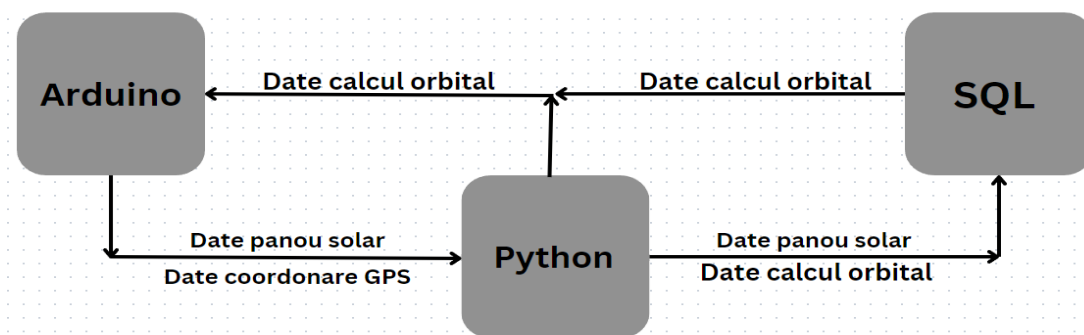 Arduino
Date calcul orbital
Date calcul orbital
SQL
Date panou solar
Date coordonare GPS
Python
Date panou solar
Date calcul orbital